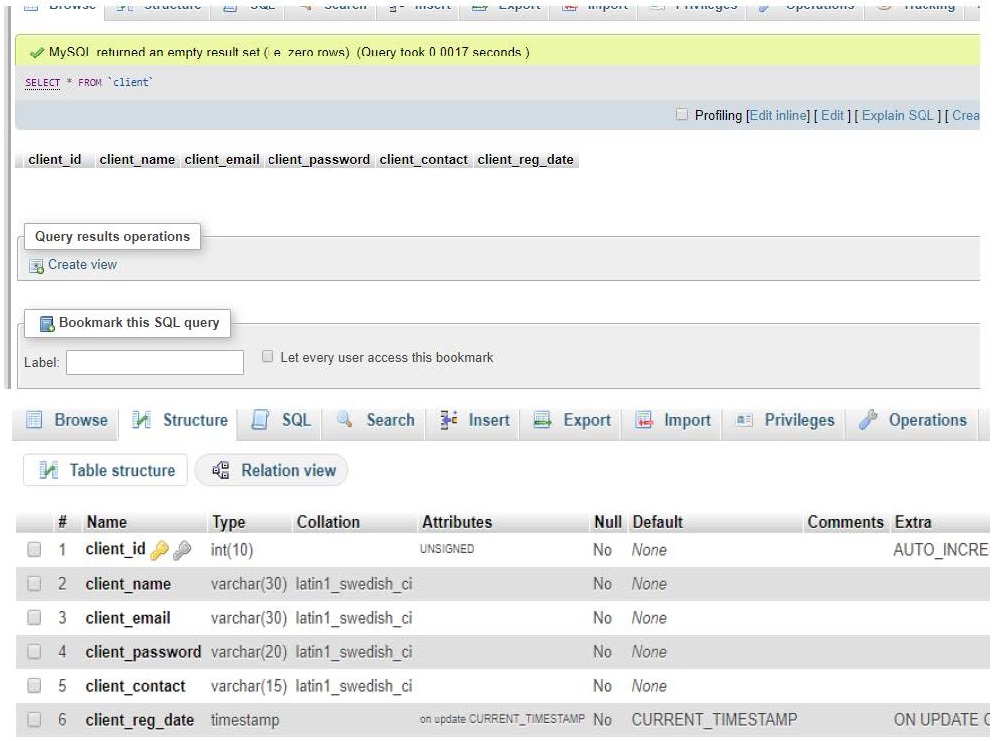 Browse Structure SQL Search Insert Export Import Privileges Operations Tracking
MySQL returned an empty result set (i.e. zero rows). (Query took 0.0017 seconds.)
SELECT * FROM `client`
Profiling [Edit inline] [ Edit ] [ Explain SQL ] [ Crea
client_id client_name client_email client_password client_contact client_reg_date
Query results operations
Create view
Bookmark this SQL query
Label: Let every user access this bookmark
Browse Structure SQL Search Insert Export Import Privileges Operations
Table structure Relation view
# Name Type Collation Attributes Null Default Comments Extra
1 client_id int(10) UNSIGNED No None AUTO_INCRE
2 client_name varchar(30) latin1_swedish_ci No None
3 client_email varchar(30) latin1_swedish_ci No None
4 client_password varchar(20) latin1_swedish_ci No None
5 client_contact varchar(15) latin1_swedish_ci No None
6 client_reg_date timestamp on update CURRENT_TIMESTAMP No CURRENT_TIMESTAMP ON UPDATE C